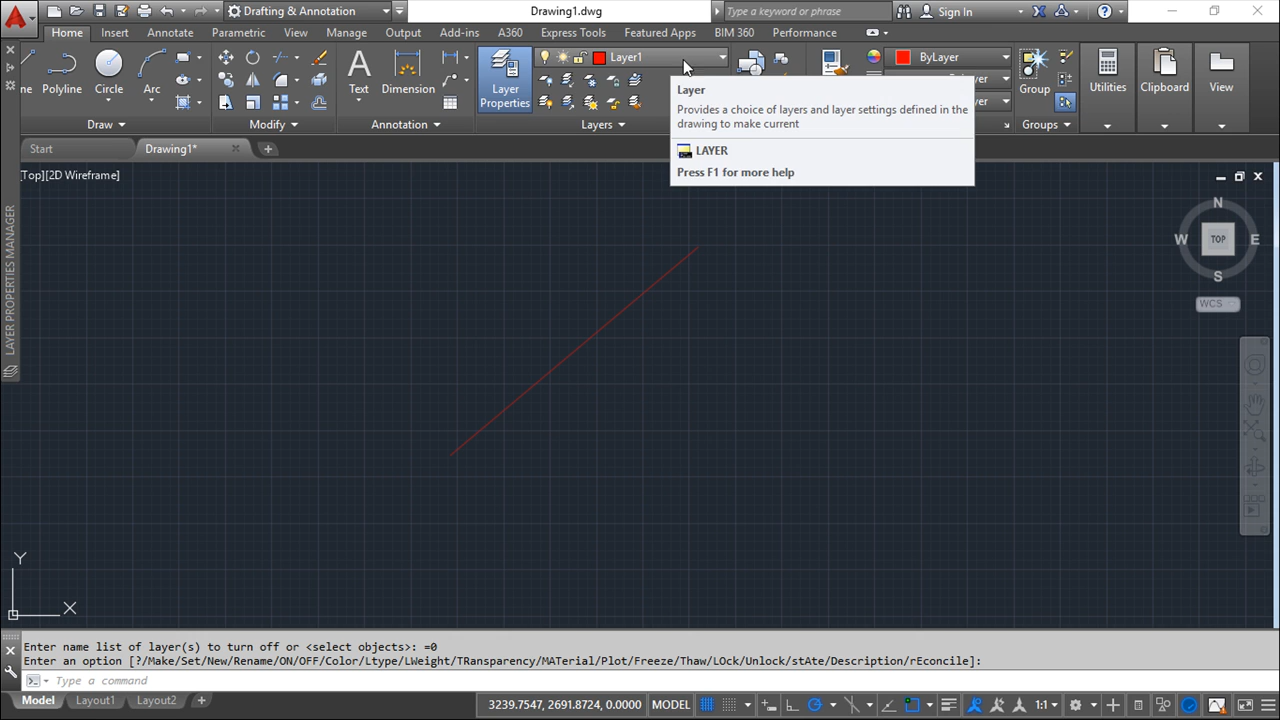 Drafting & Annotation
Drawing1.dwg
Type a keyword or phrase
Sign In
Home
Insert
Annotate
Parametric
View
Manage
Output
Add-ins
A360
Express Tools
Featured Apps
BIM 360
Performance
Polyline
Circle
Arc
Text
Dimension
Layer
Properties
Layer1
ByLayer
Group
Utilities
Clipboard
View
Draw
Modify
Annotation
Layers
Groups
Layer
Provides a choice of layers and layer settings defined in the
drawing to make current
LAYER
Press F1 for more help
Start
Drawing1*
[Top][2D Wireframe]
LAYER PROPERTIES MANAGER
N
W
TOP
E
S
WCS
Y
X
Enter name list of layer(s) to turn off or <select objects>: =0
Enter an option [?/Make/Set/New/Rename/ON/OFF/Color/Ltype/LWeight/TRansparency/MATerial/Plot/Freeze/Thaw/LOck/Unlock/stAte/Description/rEconcile]:
Type a command
Model
Layout1
Layout2
3239.7547, 2691.8724, 0.0000
MODEL
1:1